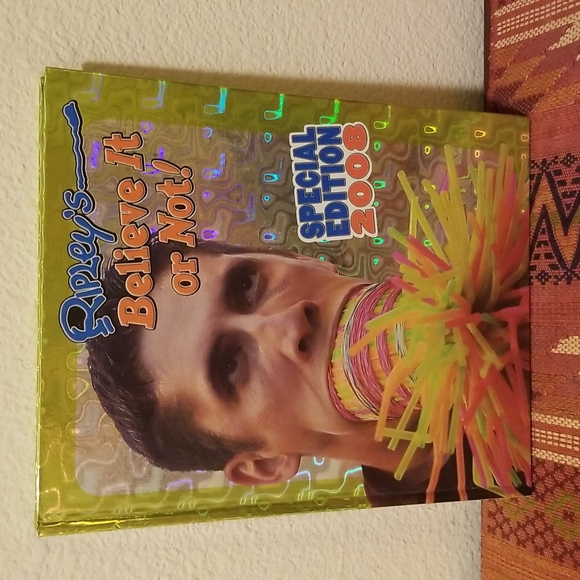 RIPLEY'S
Believe It
or Not!
SPECIAL
EDITION
2008